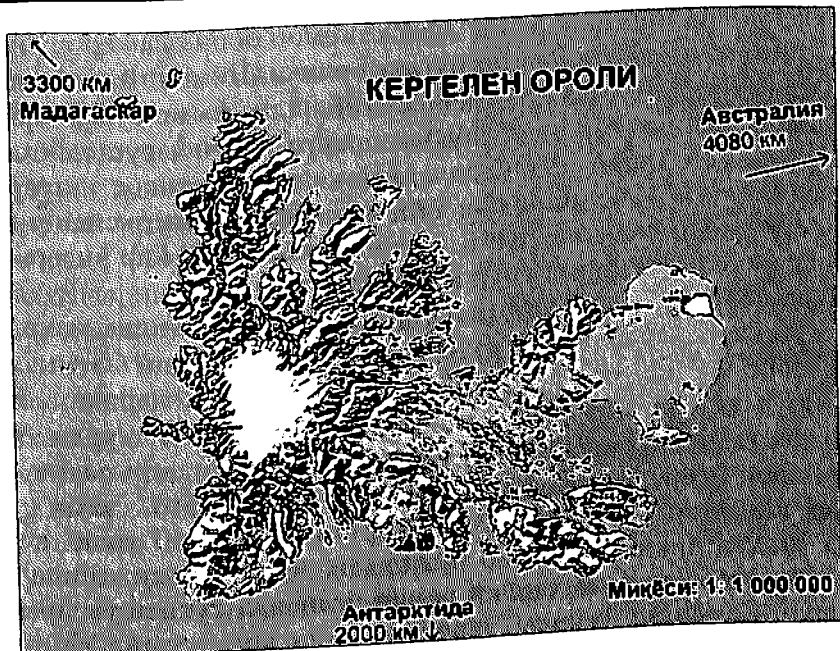 3300 км
Мадагаскар
КЕРГЕЛЕН ОРОЛИ
Австралия
4080 км
Микёси: 1: 1 000 000
Антарктида
2000 км